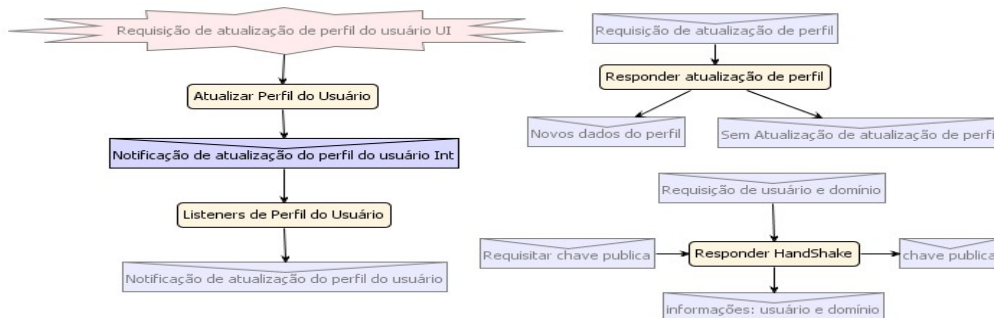 Requisição de atualização de perfil do usuário UI
Atualizar Perfil do Usuário
Notificação de atualização do perfil do usuário Int
Listeners de Perfil do Usuário
Notificação de atualização do perfil do usuário
Requisição de atualização de perfil
Responder atualização de perfil
Novos dados do perfil
Sem Atualização de atualização de perfil
Requisição de usuário e domínio
Requisitar chave publica
Responder HandShake
chave publica
informações: usuário e domínio